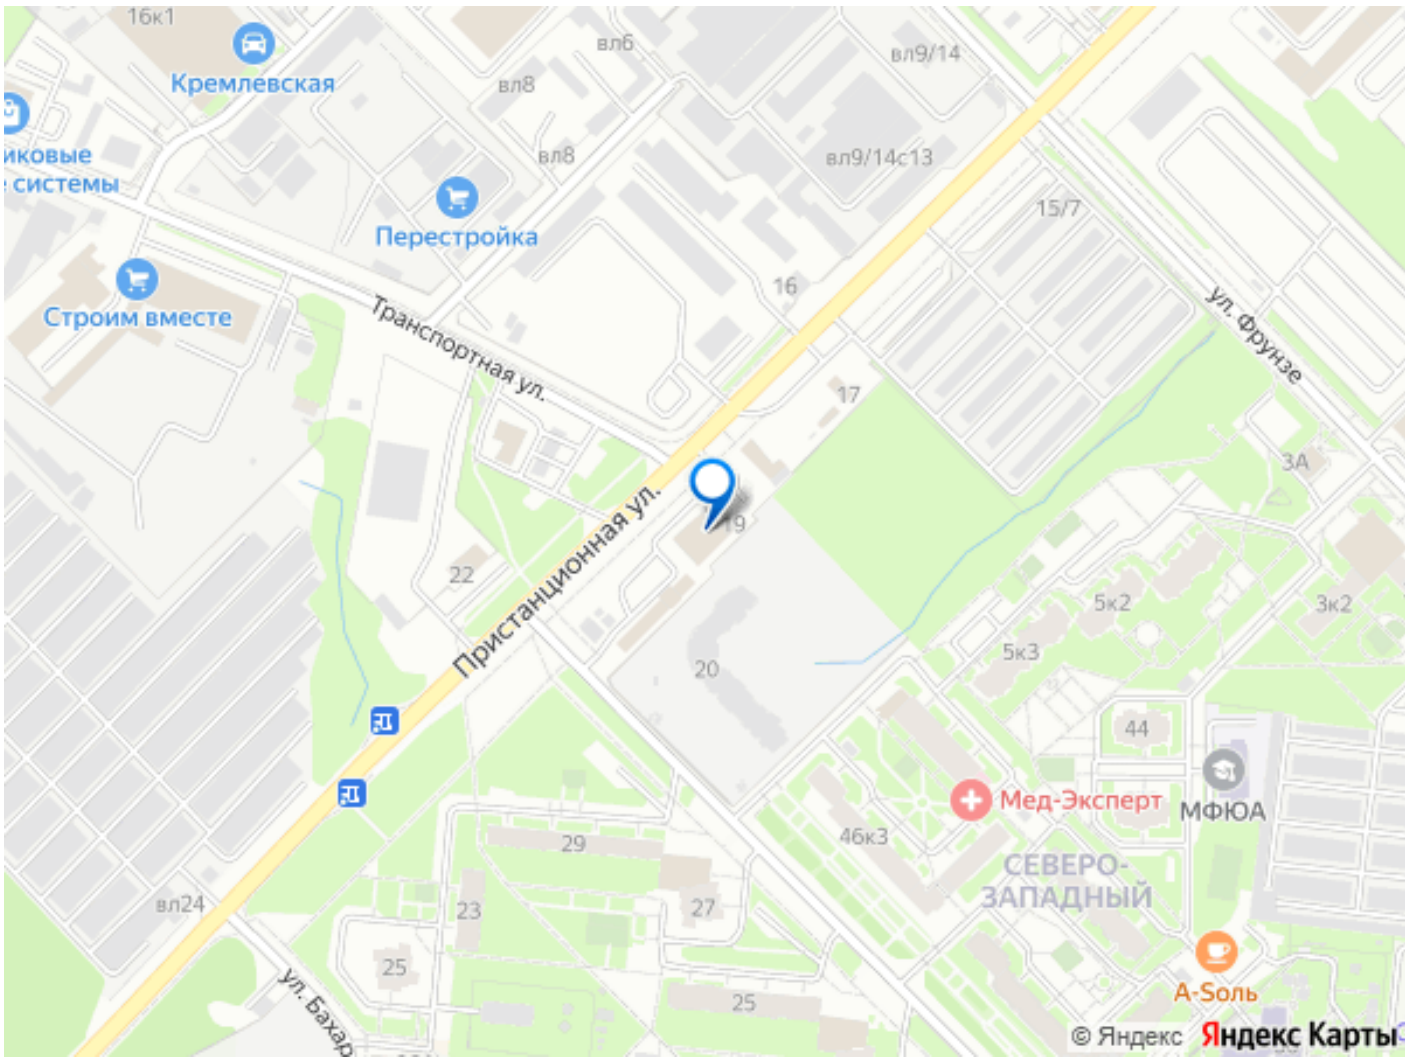 16к1
Кремлевская
вл6
вл9/14
вл8
иковые
е системы
вл8
вл9/14с13
Перестройка
15/7
Строим вместе
16
Транспортная ул.
ул. Фрунзе
17
3А
19
Пристанционная ул.
22
5к2
3к2
5к3
20
44
Мед-Эксперт
МФЮА
29
46к3
СЕВЕРО-
ЗАПАДНЫЙ
вл24
23
27
25
ул. Бахар
25
А-Soль
© Яндекс
Яндекс Карты